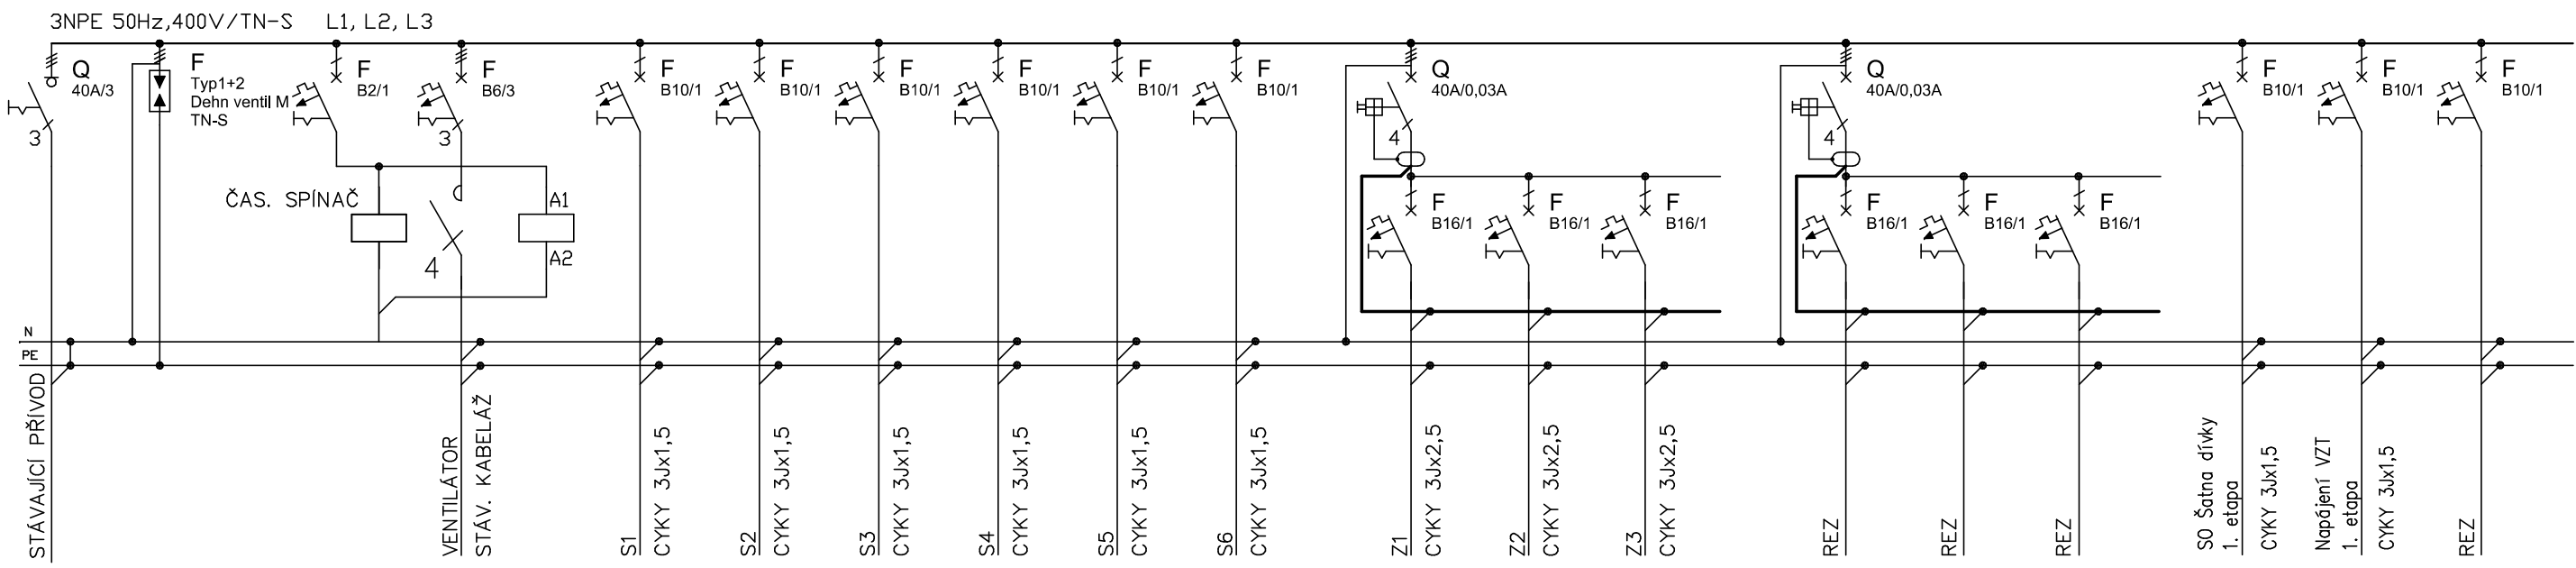 3NPE 50Hz,400V/TN-S L1, L2, L3
Q
40A/3
3
F
Typ1+2
Dehn ventil M
TN-S
F
B2/1
F
B6/3
3
F
B10/1
F
B10/1
F
B10/1
F
B10/1
F
B10/1
F
B10/1
Q
40A/0,03A
4
Q
40A/0,03A
4
F
B10/1
F
B10/1
F
B10/1
ČAS. SPÍNAČ
4
A1
A2
F
B16/1
F
B16/1
F
B16/1
F
B16/1
F
B16/1
F
B16/1
N
PE
STÁVAJÍCÍ PŘÍVOD
VENTILÁTOR
STÁV. KABELÁŽ
S1
CYKY 3Jx1,5
S2
CYKY 3Jx1,5
S3
CYKY 3Jx1,5
S4
CYKY 3Jx1,5
S5
CYKY 3Jx1,5
S6
CYKY 3Jx1,5
Z1
CYKY 3Jx2,5
Z2
CYKY 3Jx2,5
Z3
CYKY 3Jx2,5
REZ
REZ
REZ
SO Šatna dívky
1. etapa
CYKY 3Jx1,5
Napájení VZT
1. etapa
CYKY 3Jx1,5
REZ